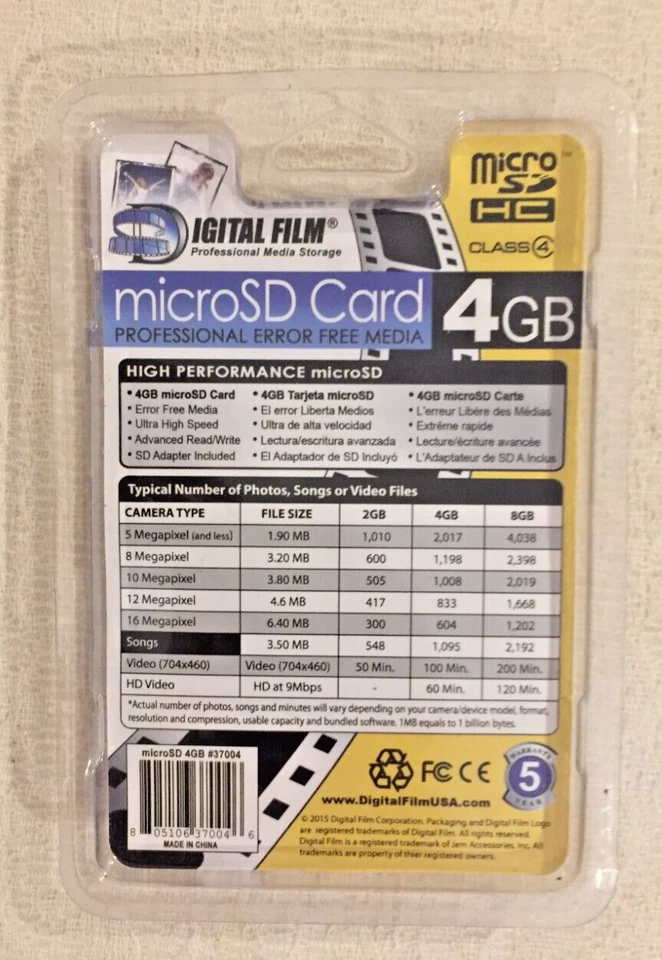 Micro
SD
HC
TM
CLASS 4
DIGITAL FILM®
Professional Media Storage
microSD Card
PROFESSIONAL ERROR FREE MEDIA
4GB
HIGH PERFORMANCE microSD
• 4GB microSD Card • 4GB Tarjeta microSD • 4GB microSD Carte
• Error Free Media • El error Liberta Medios • L'erreur Libère des Médias
• Ultra High Speed • Ultra de alta velocidad • Extrême rapide
• Advanced Read/Write • Lectura/escritura avanzada • Lecture/écriture avancée
• SD Adapter Included • El Adaptador de SD Incluyó • L'Adaptateur de SD A Inclus
Typical Number of Photos, Songs or Video Files
CAMERA TYPE FILE SIZE 2GB 4GB 8GB
5 Megapixel (and less) 1.90 MB 1,010 2,017 4,038
8 Megapixel 3.20 MB 600 1,198 2,398
10 Megapixel 3.80 MB 505 1,008 2,019
12 Megapixel 4.6 MB 417 833 1,668
16 Megapixel 6.40 MB 300 604 1,202
Songs 3.50 MB 548 1,095 2,192
Video (704x460) Video (704x460) 50 Min. 100 Min. 200 Min.
HD Video HD at 9Mbps - 60 Min. 120 Min.
*Actual number of photos, songs and minutes will vary depending on your camera/device model, format,
resolution and compression, usable capacity and bundled software. 1MB equals to 1 billion bytes.
microSD 4GB #37004
8 05106 37004 6
MADE IN CHINA
FC CE
WARRANTY
5
YEAR
www.DigitalFilmUSA.com
© 2015 Digital Film Corporation. Packaging and Digital Film Logo
are registered trademarks of Digital Film. All rights reserved.
Digital Film is a registered trademark of Jem Accessories, Inc. All
trademarks are property of thier registered owners.